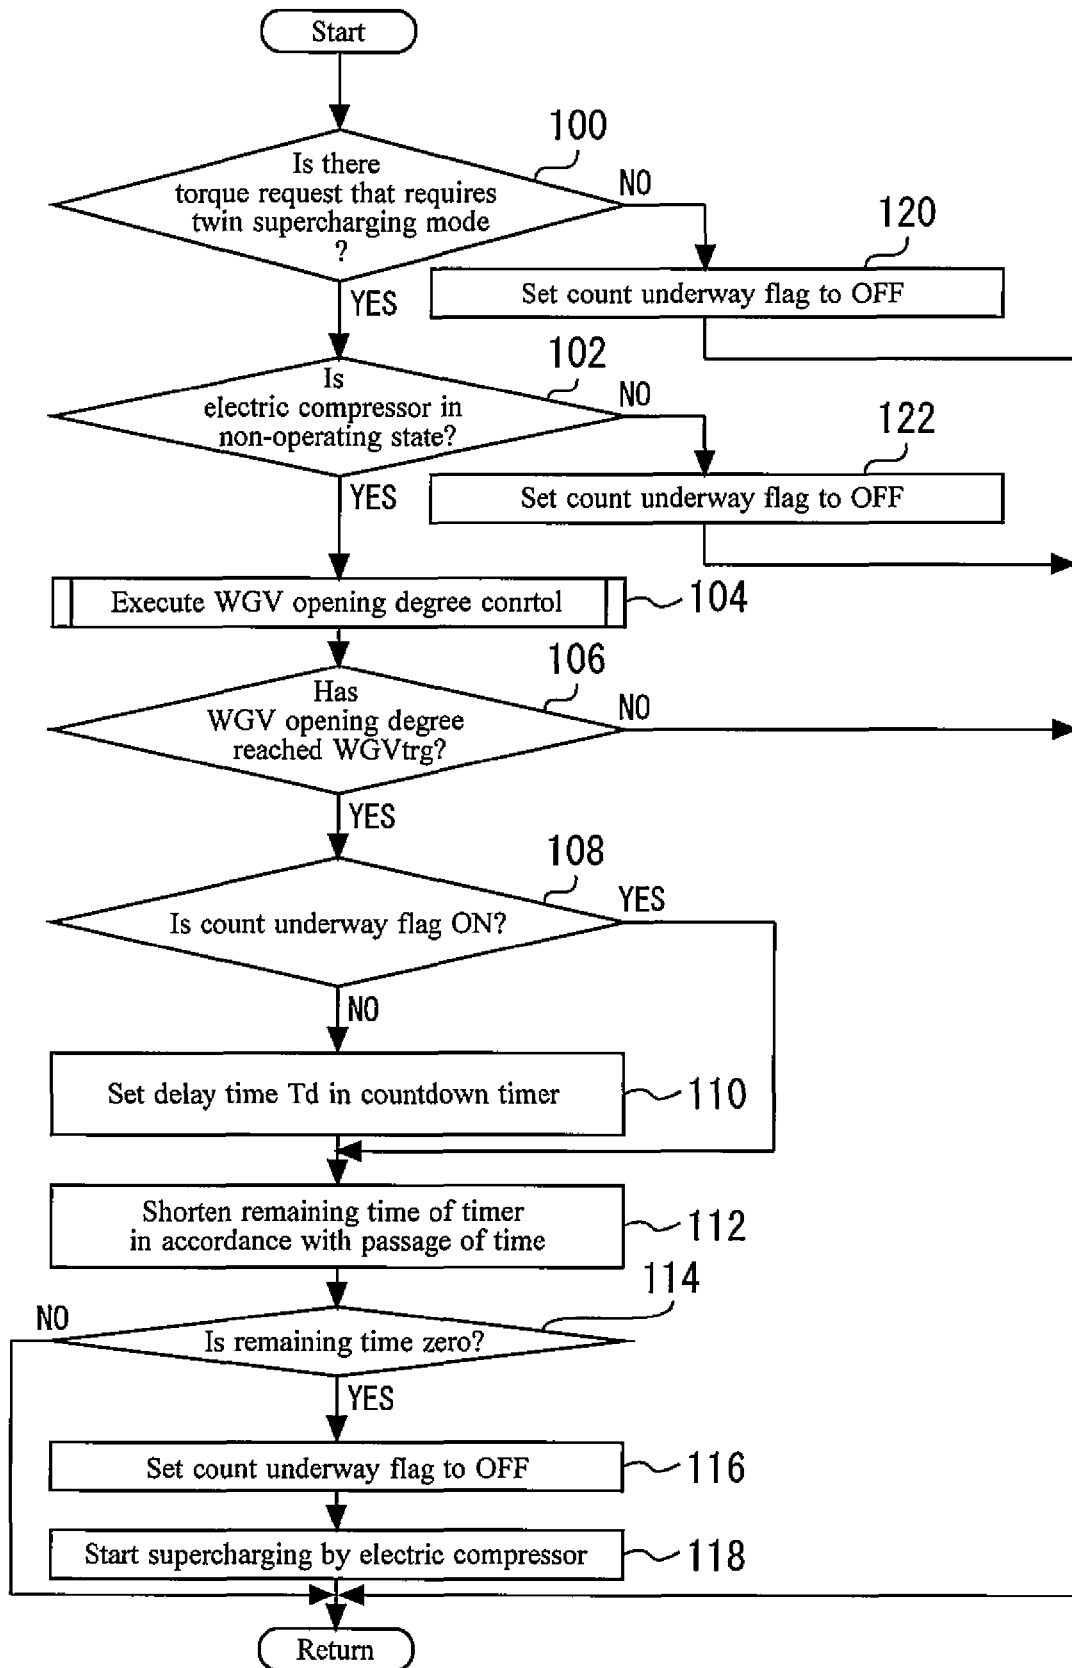 Start
100
Is there
torque request that requires
twin supercharging mode
?
NO
YES
120
Set count underway flag to OFF
102
Is
electric compressor in
non-operating state?
NO
YES
122
Set count underway flag to OFF
Execute WGV opening degree conrtol
104
106
Has
WGV opening degree
reached WGVtrg?
NO
YES
108
Is count underway flag ON?
YES
NO
Set delay time Td in countdown timer
110
Shorten remaining time of timer
in accordance with passage of time
112
114
NO
Is remaining time zero?
YES
Set count underway flag to OFF
116
Start supercharging by electric compressor
118
Return